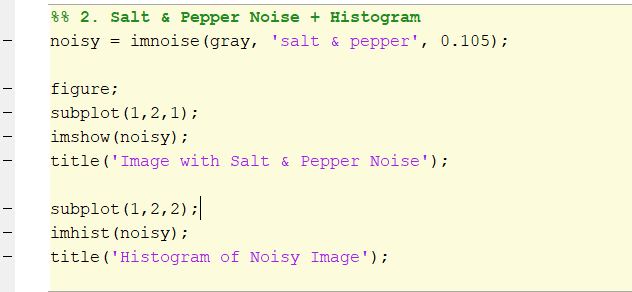 %% 2. Salt & Pepper Noise + Histogram
noisy = imnoise(gray, 'salt & pepper', 0.105);
figure;
subplot(1,2,1);
imshow(noisy);
title('Image with Salt & Pepper Noise');
subplot(1,2,2);
imhist(noisy);
title('Histogram of Noisy Image');